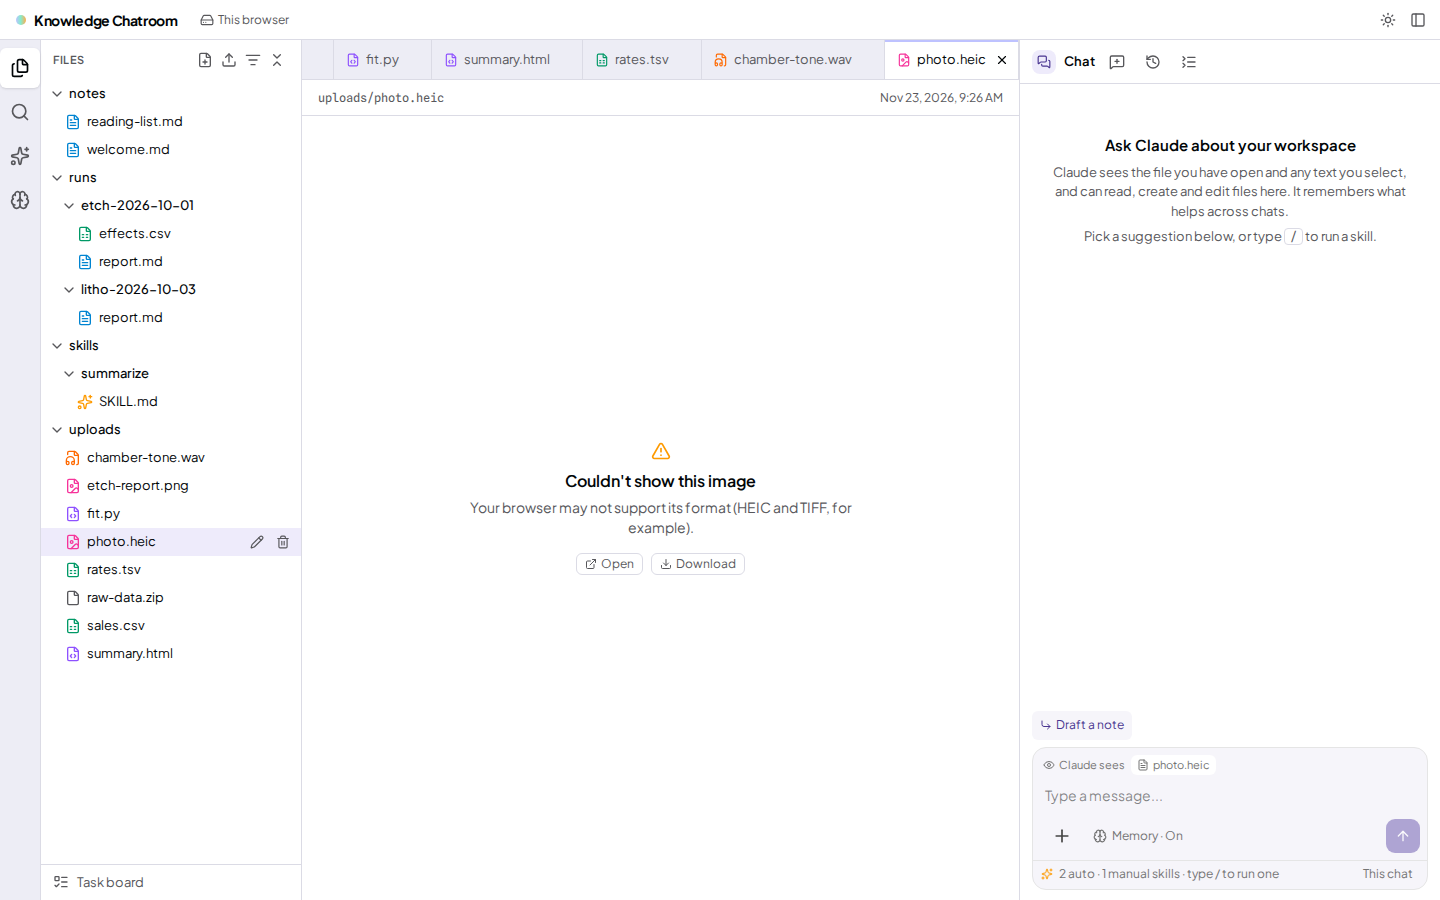 Knowledge Chatroom
This browser
FILES
notes
reading-list.md
welcome.md
runs
etch-2026-10-01
effects.csv
report.md
litho-2026-10-03
report.md
skills
summarize
SKILL.md
uploads
chamber-tone.wav
etch-report.png
fit.py
photo.heic
rates.tsv
raw-data.zip
sales.csv
summary.html
Task board
fit.py
summary.html
rates.tsv
chamber-tone.wav
photo.heic
uploads/photo.heic
Nov 23, 2026, 9:26 AM
Couldn't show this image
Your browser may not support its format (HEIC and TIFF, for
example).
Open
Download
Chat
Ask Claude about your workspace
Claude sees the file you have open and any text you select,
and can read, create and edit files here. It remembers what
helps across chats.
Pick a suggestion below, or type / to run a skill.
Draft a note
Claude sees photo.heic
Type a message...
Memory · On
2 auto · 1 manual skills · type / to run one
This chat